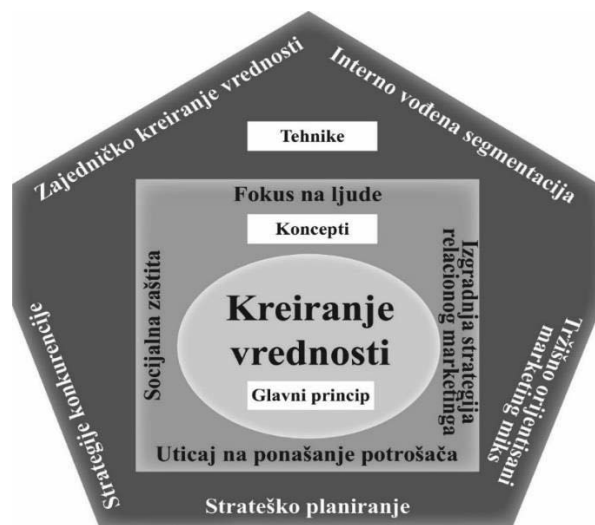 Zajedničko kreiranje vrednosti
Interno vođena segmentacija
Tehnike
Fokus na ljude
Koncepti
Socijalna zaštita
Izgradnja strategija
relacionog marketinga
Kreiranje
vrednosti
Glavni princip
Uticaj na ponašanje potrošača
Strategije konkurencije
Tržišno orijentisani
marketing miks
Strateško planiranje